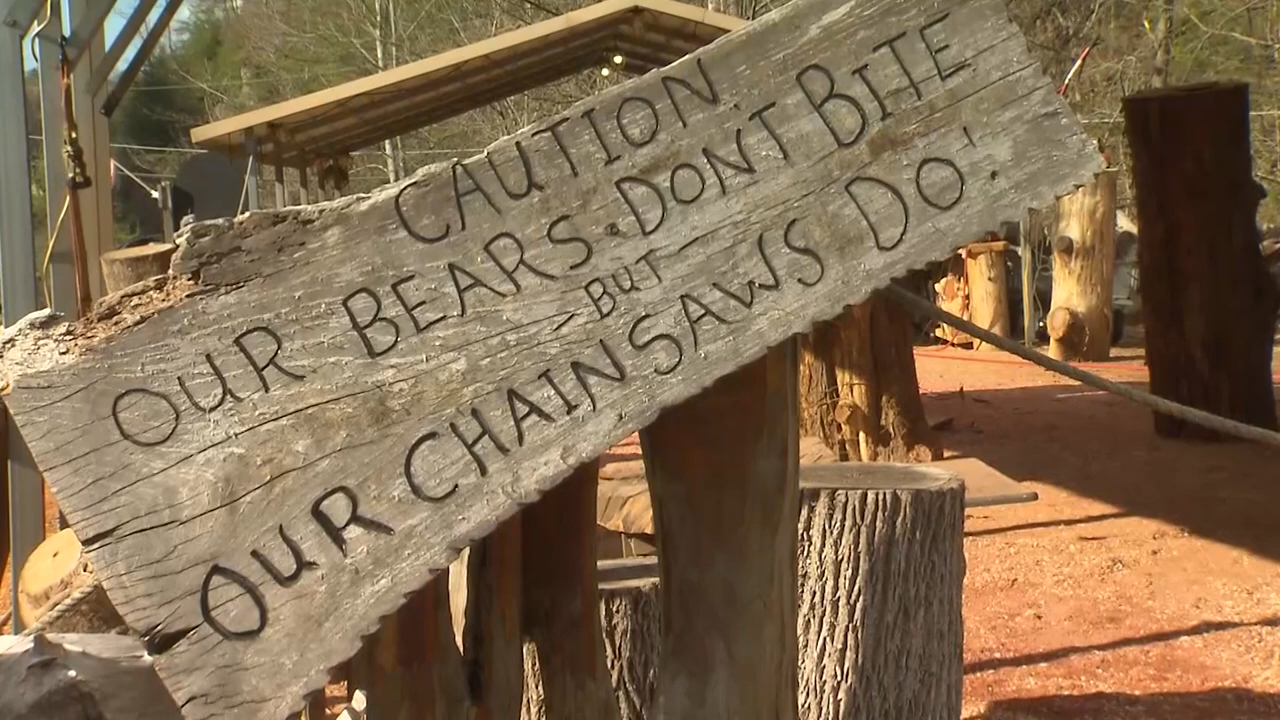 CAUTION
OUR BEARS. DON'T BITE
—BUT
OUR CHAINSAWS DO!